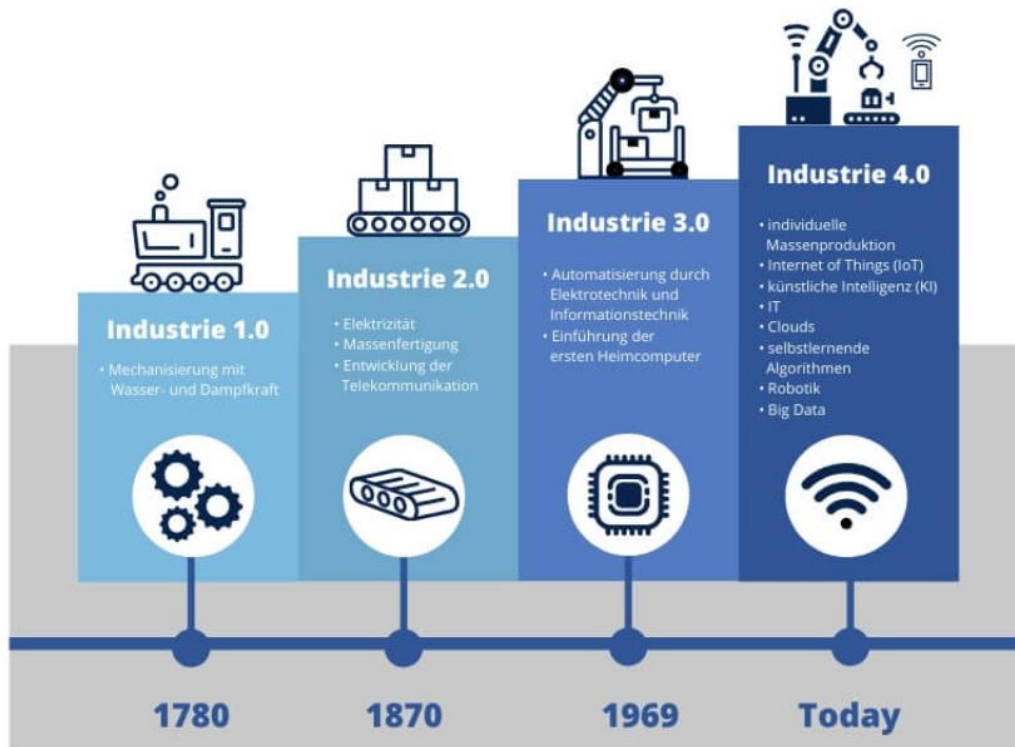 Industrie 1.0
• Mechanisierung mit
Wasser- und Dampfkraft
Industrie 2.0
• Elektrizität
• Massenfertigung
• Entwicklung der
Telekommunikation
Industrie 3.0
• Automatisierung durch
Elektrotechnik und
Informationstechnik
• Einführung der
ersten Heimcomputer
Industrie 4.0
• individuelle
Massenproduktion
• Internet of Things (IoT)
• künstliche Intelligenz (KI)
• IT
• Clouds
• selbstlernende
Algorithmen
• Robotik
• Big Data
1780
1870
1969
Today